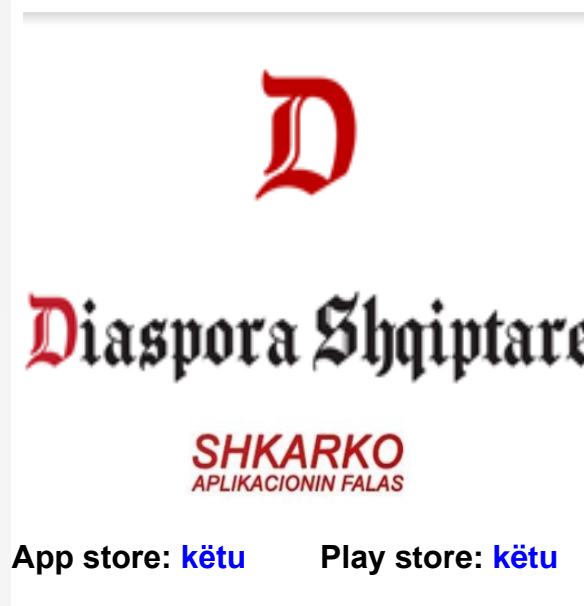 D
Diaspora Shqiptare
SHKARKO
APLIKACIONIN FALAS
App store: këtu Play store: këtu